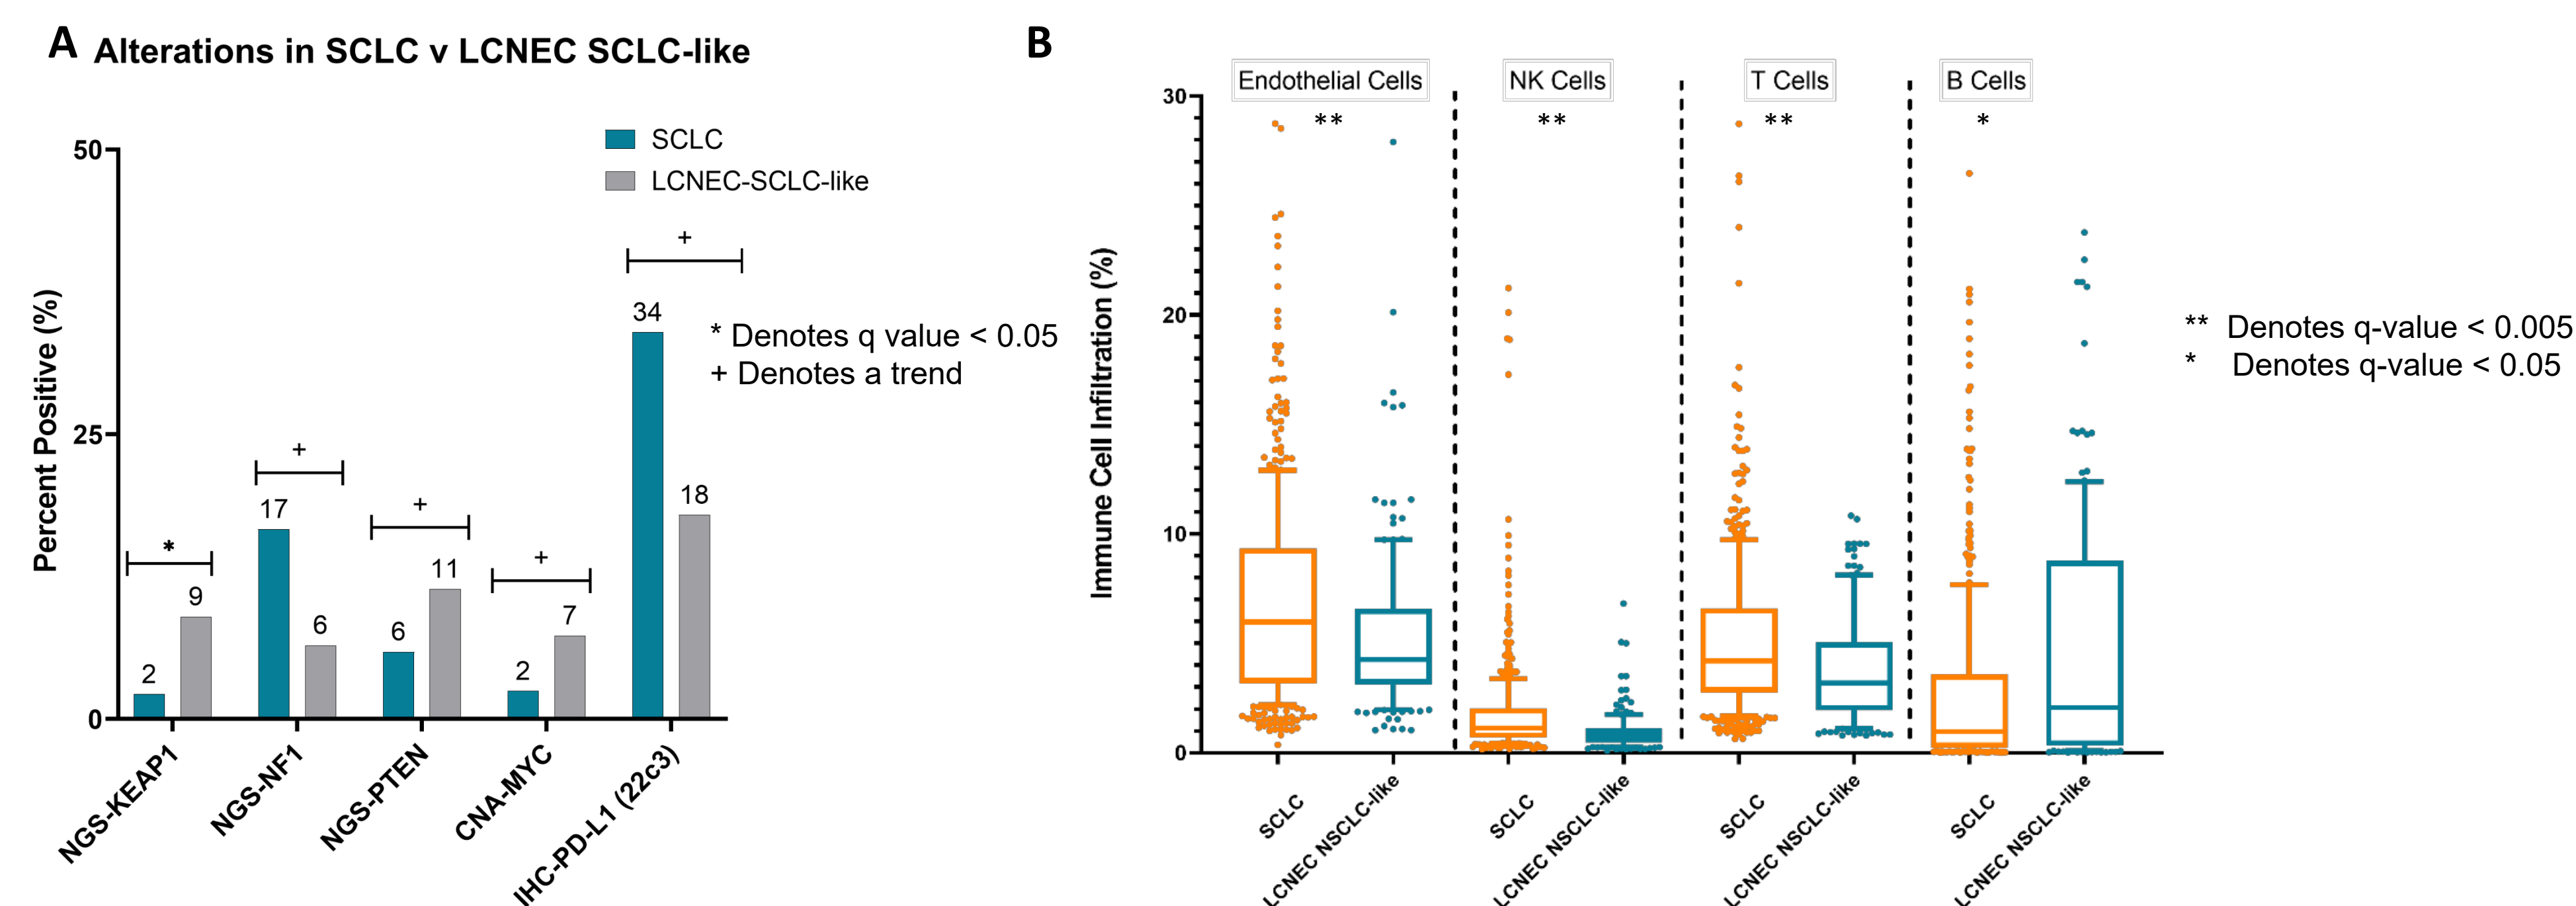 A Alterations in SCLC v LCNEC SCLC-like
SCLC
LCNEC-SCLC-like
Percent Positive (%)
50
25
0
*
2
9
+
17
6
+
6
11
+
2
7
+
34
18
* Denotes q value < 0.05
+ Denotes a trend
NGS-KEAP1
NGS-NF1
NGS-PTEN
CNA-MYC
IHC-PD-L1 (22c3)
B
Endothelial Cells
NK Cells
T Cells
B Cells
**
**
**
*
Immune Cell Infiltration (%)
30
20
10
0
SCLC
LCNEC NSCLC-like
SCLC
LCNEC NSCLC-like
SCLC
LCNEC NSCLC-like
SCLC
LCNEC NSCLC-like
** Denotes q-value < 0.005
* Denotes q-value < 0.05